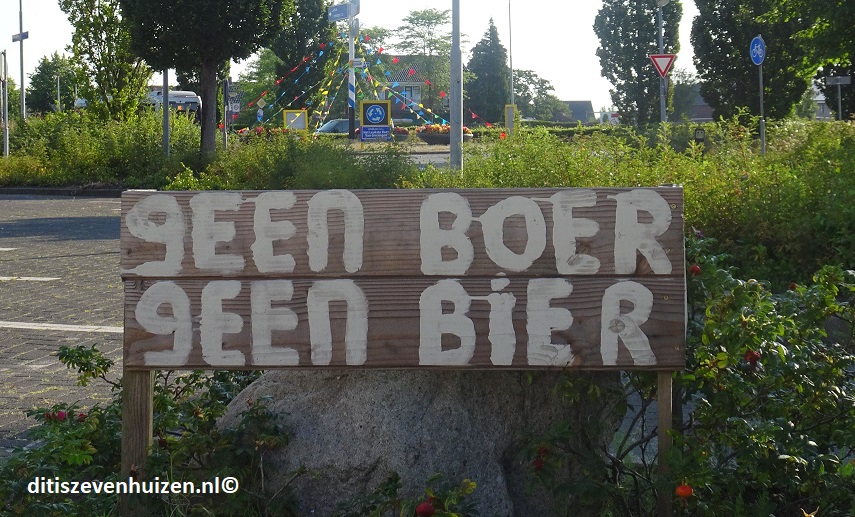 gEEN BOER
gEEN BiER
ditiszevenhuizen.nl©